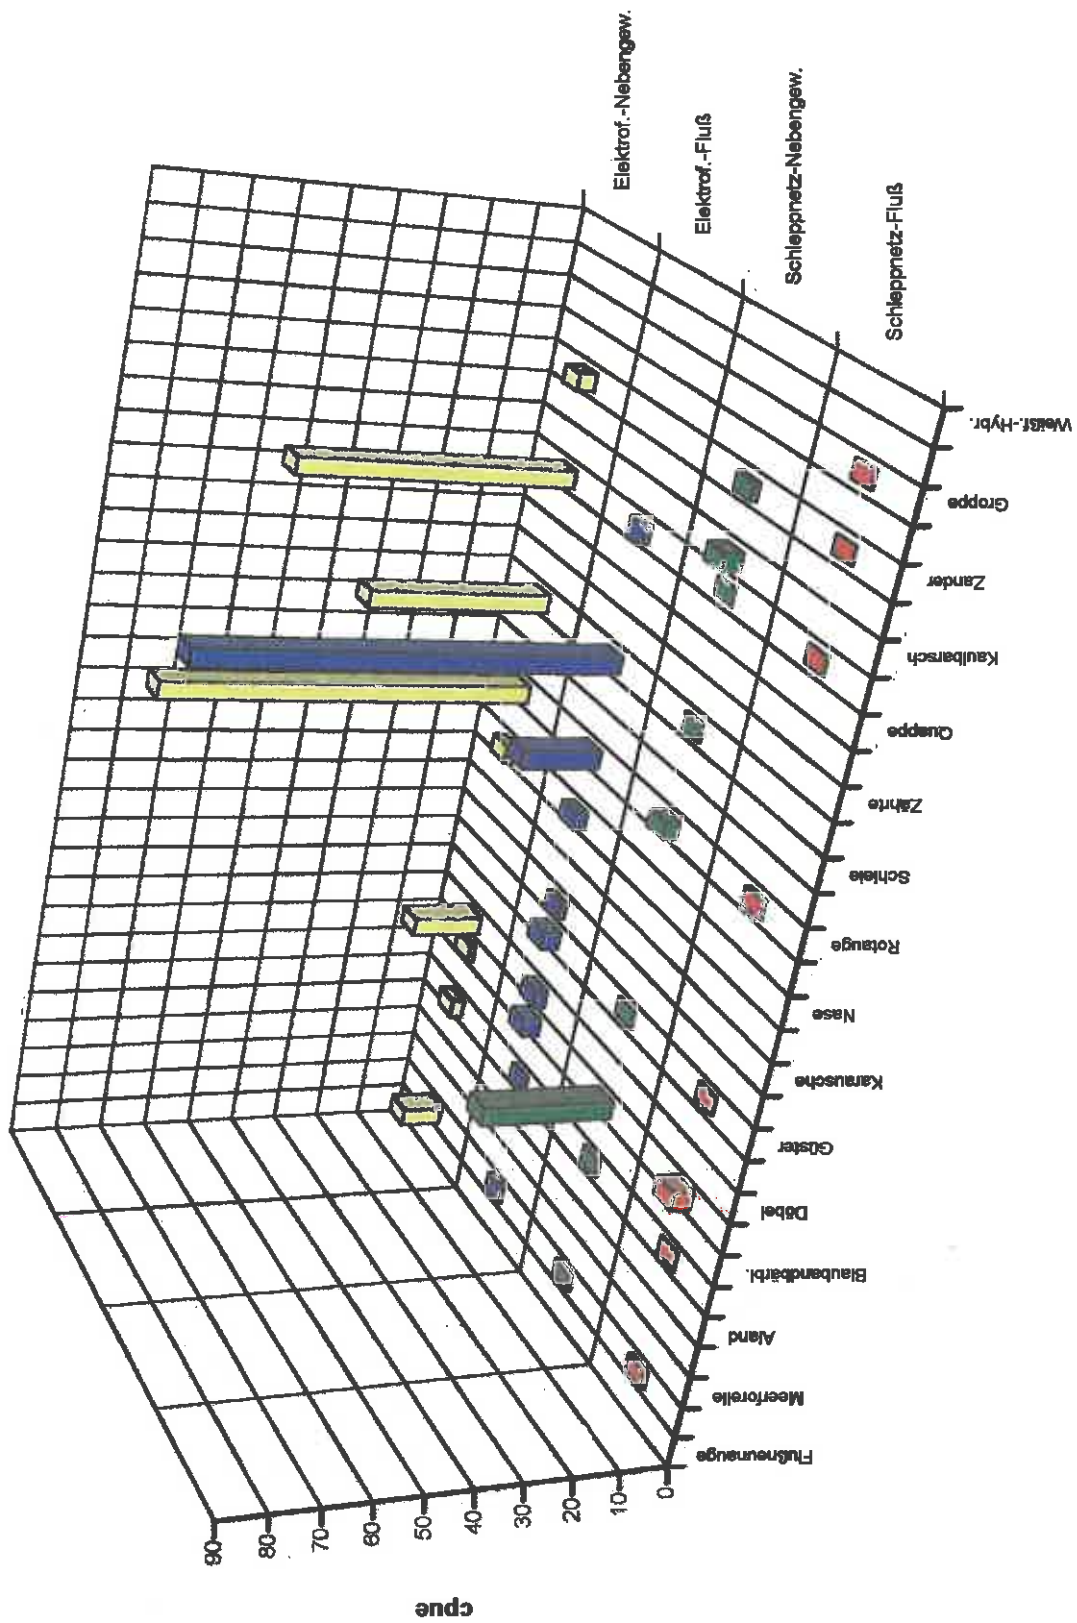 cpue
90
80
70
60
50
40
30
20
10
0
Flußneunauge
Meerforelle
Aland
Blaubandbärbl.
Döbel
Güster
Karausche
Nase
Rotauge
Schleie
Zährte
Quappe
Kaulbarsch
Zander
Groppe
Weißf.-Hybr.
Schleppnetz-Fluß
Schleppnetz-Nebengew.
Elektrof.-Fluß
Elektrof.-Nebengew.